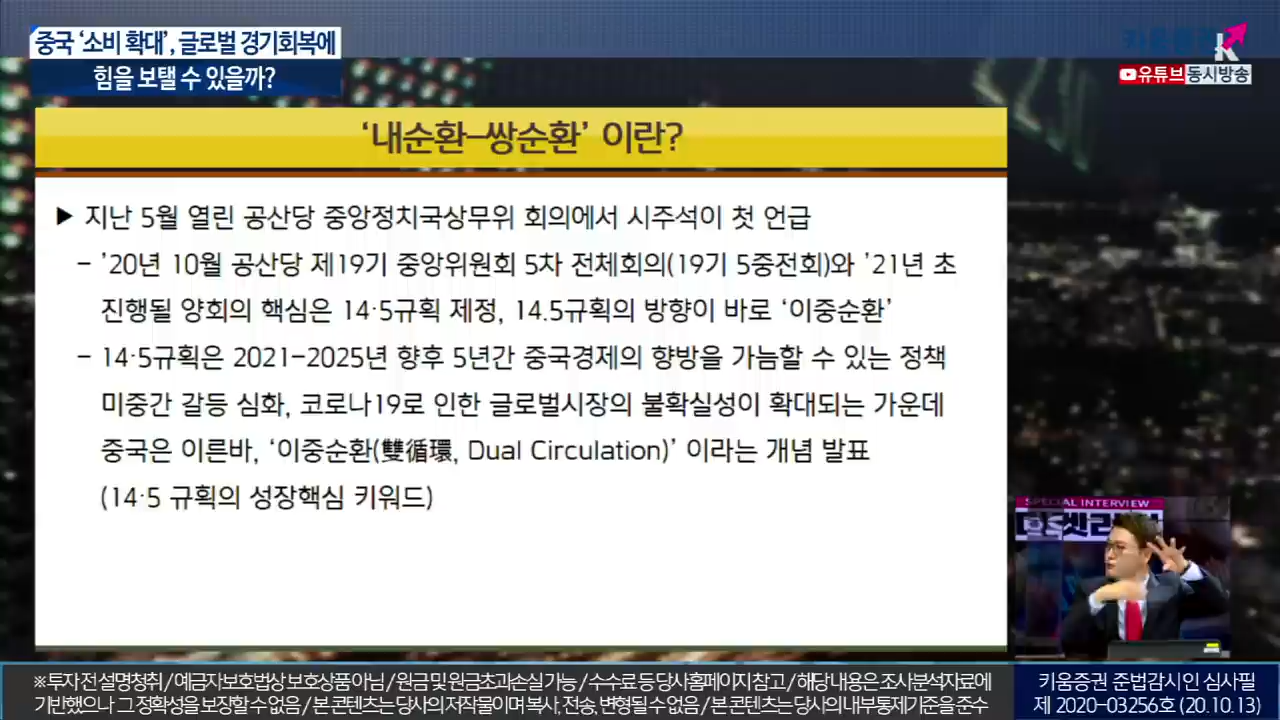 중국 '소비 확대', 글로벌 경기회복에
힘을 보탤 수 있을까?
키움증권
유튜브동시방송
'내순환-쌍순환' 이란?
▶ 지난 5월 열린 공산당 중앙정치국상무위 회의에서 시주석이 첫 언급
- '20년 10월 공산당 제19기 중앙위원회 5차 전체회의(19기 5중전회)와 '21년 초
진행될 양회의 핵심은 14·5규획 제정, 14.5규획의 방향이 바로 '이중순환'
- 14·5규획은 2021-2025년 향후 5년간 중국경제의 향방을 가늠할 수 있는 정책
미중간 갈등 심화, 코로나19로 인한 글로벌시장의 불확실성이 확대되는 가운데
중국은 이른바, '이중순환(雙循環, Dual Circulation)' 이라는 개념 발표
(14·5 규획의 성장핵심 키워드)
SPECIAL INTERVIEW
※투자 전 설명청취/예금자보호법상 보호상품 아님/원금 및 원금초과손실 가능/수수료 등 당사홈페이지 참고/해당 내용은 조사분석자료에
기반했으나 그 정확성을 보장할 수 없음/본 콘텐츠는 당사의 저작물이며 복사, 전송, 변형될 수 없음/본 콘텐츠는 당사의 내부통제기준을 준수
키움증권 준법감시인 심사필
제 2020-03256호 (20.10.13)